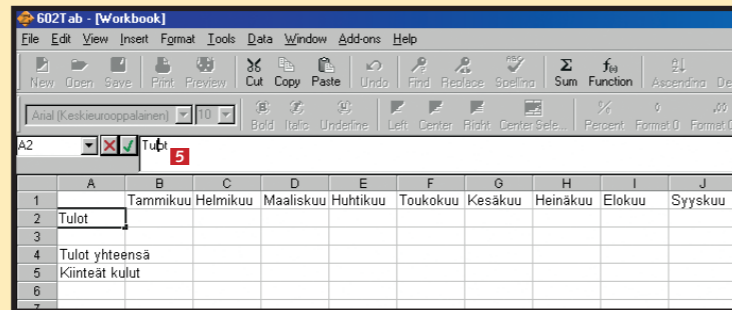 602Tab - [Workbook]
File Edit View Insert Format Tools Data Window Add-ons Help
New Open Save Print Preview Cut Copy Paste Undo Find Replace Spelling Sum Function Ascending De
Arial (Keskieurooppalainen) 10 Bold Italic Underline Left Center Right Center Sele... Percent Format 0 Format 0
A2 Tulot
5
A B C D E F G H I J
1 Tammikuu Helmikuu Maaliskuu Huhtikuu Toukokuu Kesäkuu Heinäkuu Elokuu Syyskuu
2 Tulot
3
4 Tulot yhteensä
5 Kiinteät kulut
6
7